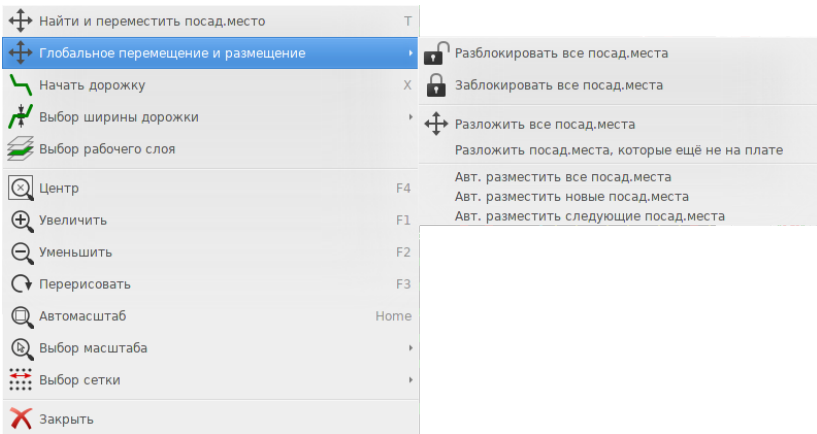 Найти и переместить посад.место T
Глобальное перемещение и размещение
Начать дорожку X
Выбор ширины дорожки
Выбор рабочего слоя
Центр F4
Увеличить F1
Уменьшить F2
Перерисовать F3
Автомасштаб Home
Выбор масштаба
Выбор сетки
Закрыть
Разблокировать все посад.места
Заблокировать все посад.места
Разложить все посад.места
Разложить посад.места, которые ещё не на плате
Авт. разместить все посад.места
Авт. разместить новые посад.места
Авт. разместить следующие посад.места